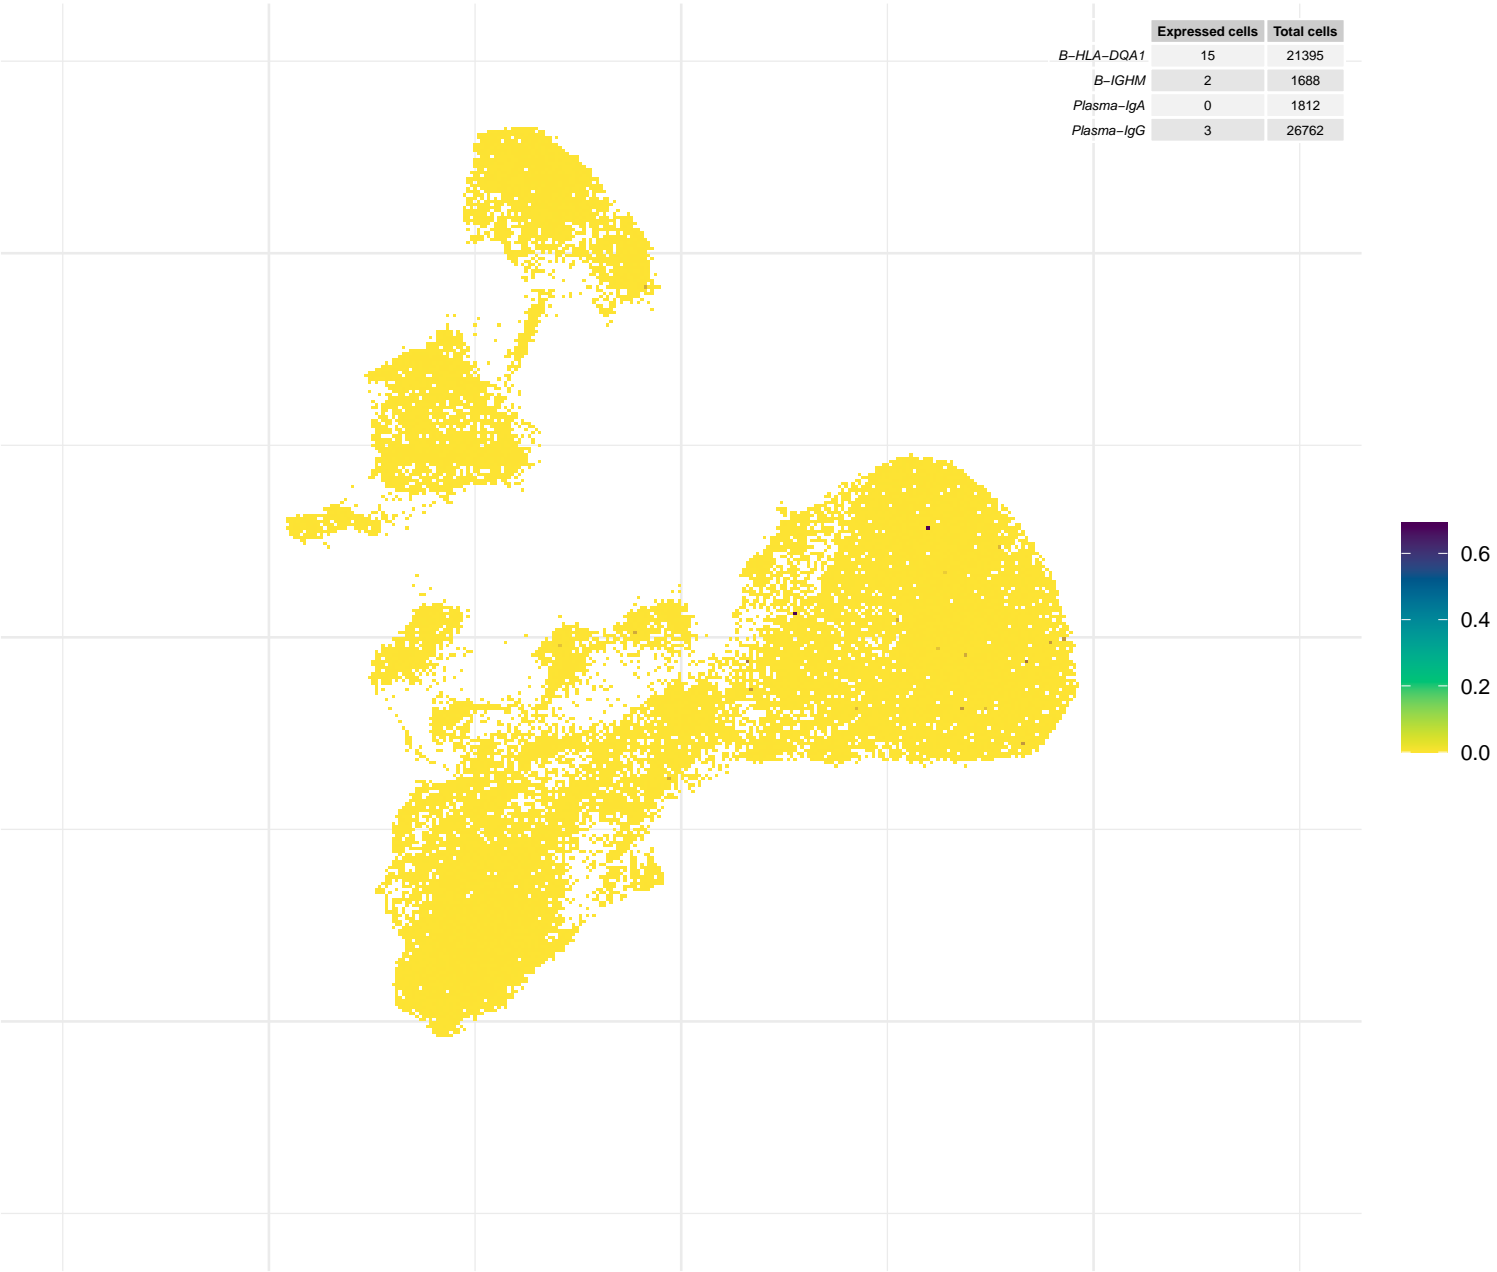 Expressed cells Total cells
B−HLA−DQA1 15 21395
B−IGHM 2 1688
Plasma−IgA 0 1812
Plasma−IgG 3 26762
0.6
0.4
0.2
0.0